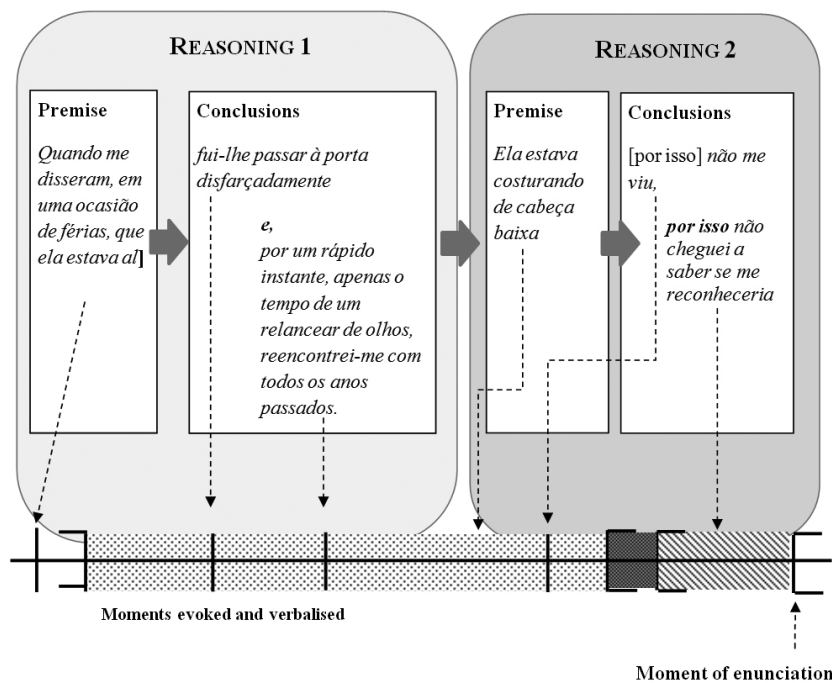 REASONING 1
Premise
Quando me
disseram, em
uma ocasião
de férias, que
ela estava al]
Conclusions
fui-lhe passar à porta
disfarçadamente
e,
por um rápido
instante, apenas o
tempo de um
relancear de olhos,
reencontrei-me com
todos os anos
passados.
REASONING 2
Premise
Ela estava
costurando
de cabeça
baixa
Conclusions
[por isso] não me
viu,
por isso não
cheguei a
saber se me
reconheceria
Moments evoked and verbalised
Moment of enunciation